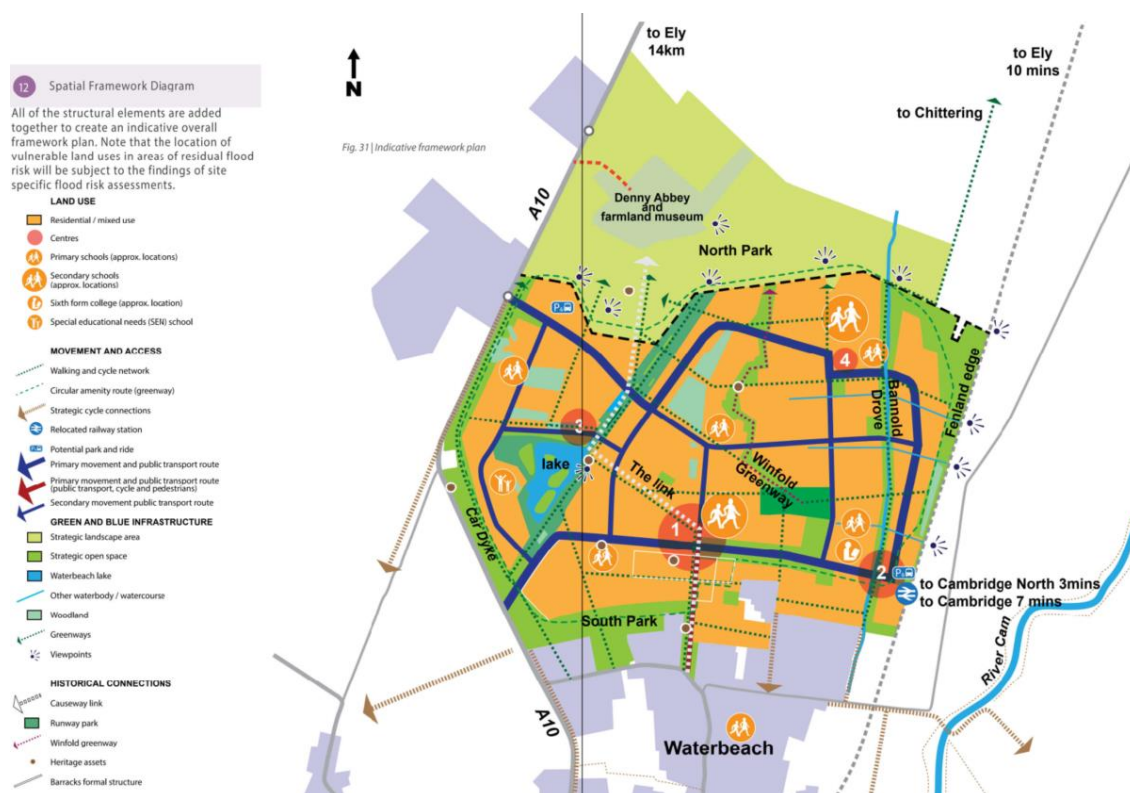 12 Spatial Framework Diagram
All of the structural elements are added
together to create an indicative overall
framework plan. Note that the location of
vulnerable land uses in areas of residual flood
risk will be subject to the findings of site
specific flood risk assessments.
LAND USE
Residential / mixed use
Centres
Primary schools (approx. locations)
Secondary schools
(approx. locations)
Sixth form college (approx. location)
Special educational needs (SEN) school
MOVEMENT AND ACCESS
Walking and cycle network
Circular amenity route (greenway)
Strategic cycle connections
Relocated railway station
Potential park and ride
Primary movement and public transport route
Primary movement and public transport route
(public transport, cycle and pedestrians)
Secondary movement public transport route
GREEN AND BLUE INFRASTRUCTURE
Strategic landscape area
Strategic open space
Waterbeach lake
Other waterbody / watercourse
Woodland
Greenways
Viewpoints
HISTORICAL CONNECTIONS
Causeway link
Runway park
Winfold greenway
Heritage assets
Barracks formal structure
N
Fig. 31 | Indicative framework plan
to Ely
14km
to Ely
10 mins
to Chittering
A10
Denny Abbey
and
farmland museum
North Park
4
Bannold
Drove
Fenland edge
3
lake
The link
Winfold
Greenway
Car Dyke
1
2
to Cambridge North 3mins
to Cambridge 7 mins
South Park
River Cam
A10
Waterbeach